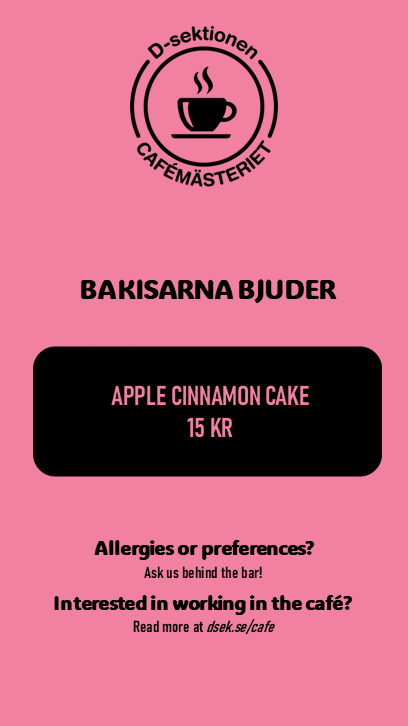 D-sektionen
CAFÉMÄSTERIET
BAKISARNA BJUDER
APPLE CINNAMON CAKE
15 KR
Allergies or preferences?
Ask us behind the bar!
Interested in working in the café?
Read more at dsek.se/cafe